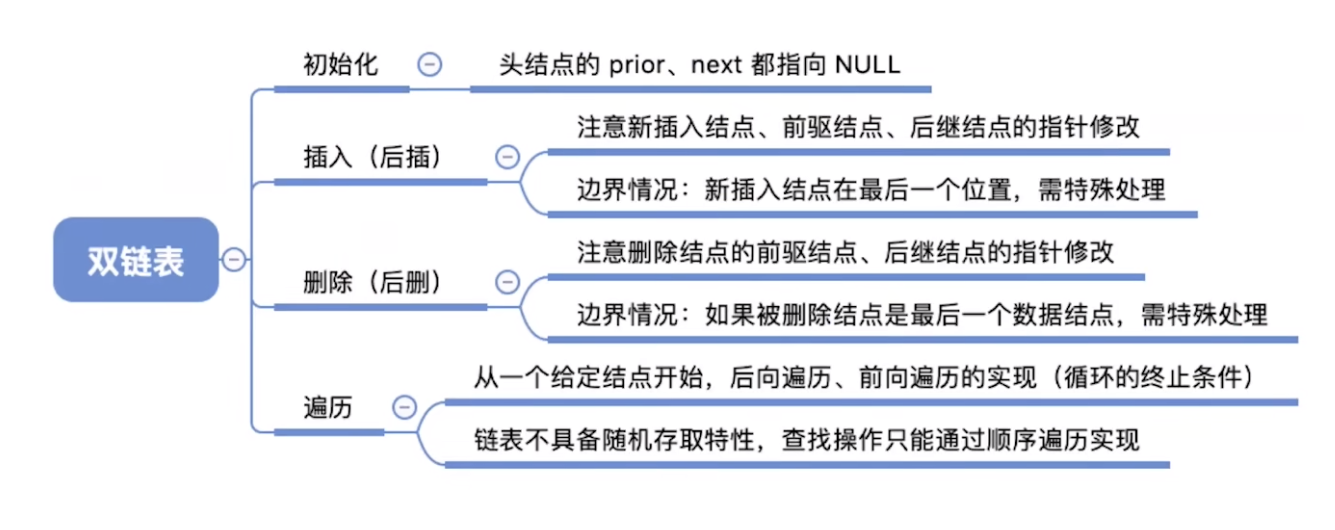 双链表
初始化
头结点的 prior、next 都指向 NULL
插入（后插）
注意新插入结点、前驱结点、后继结点的指针修改
边界情况：新插入结点在最后一个位置，需特殊处理
删除（后删）
注意删除结点的前驱结点、后继结点的指针修改
边界情况：如果被删除结点是最后一个数据结点，需特殊处理
遍历
从一个给定结点开始，后向遍历、前向遍历的实现（循环的终止条件）
链表不具备随机存取特性，查找操作只能通过顺序遍历实现